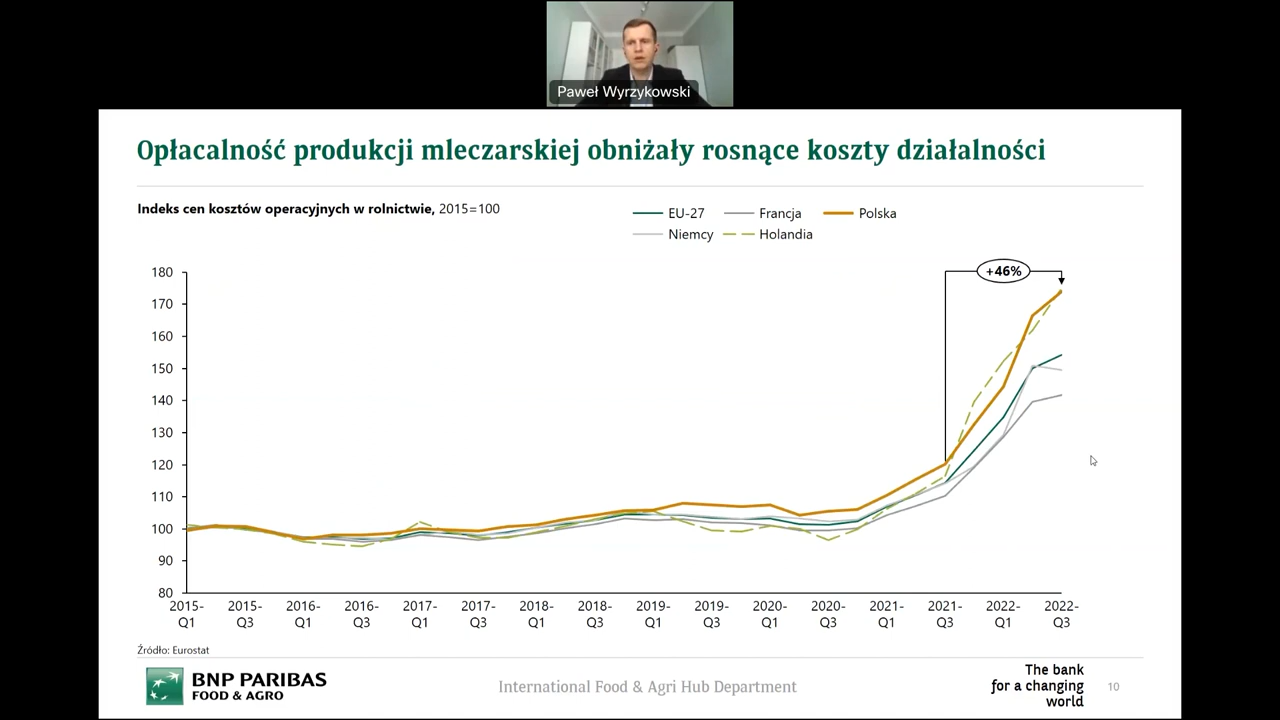 Paweł Wyrzykowski
Opłacalność produkcji mleczarskiej obniżały rosnące koszty działalności
Indeks cen kosztów operacyjnych w rolnictwie, 2015=100
EU-27 Francja Polska
Niemcy Holandia
+46%
180
170
160
150
140
130
120
110
100
90
80
2015- 2015- 2016- 2016- 2017- 2017- 2018- 2018- 2019- 2019- 2020- 2020- 2021- 2021- 2022- 2022-
Q1 Q3 Q1 Q3 Q1 Q3 Q1 Q3 Q1 Q3 Q1 Q3 Q1 Q3 Q1 Q3
Źródło: Eurostat
BNP PARIBAS
FOOD & AGRO
International Food & Agri Hub Department
The bank
for a changing
world
10